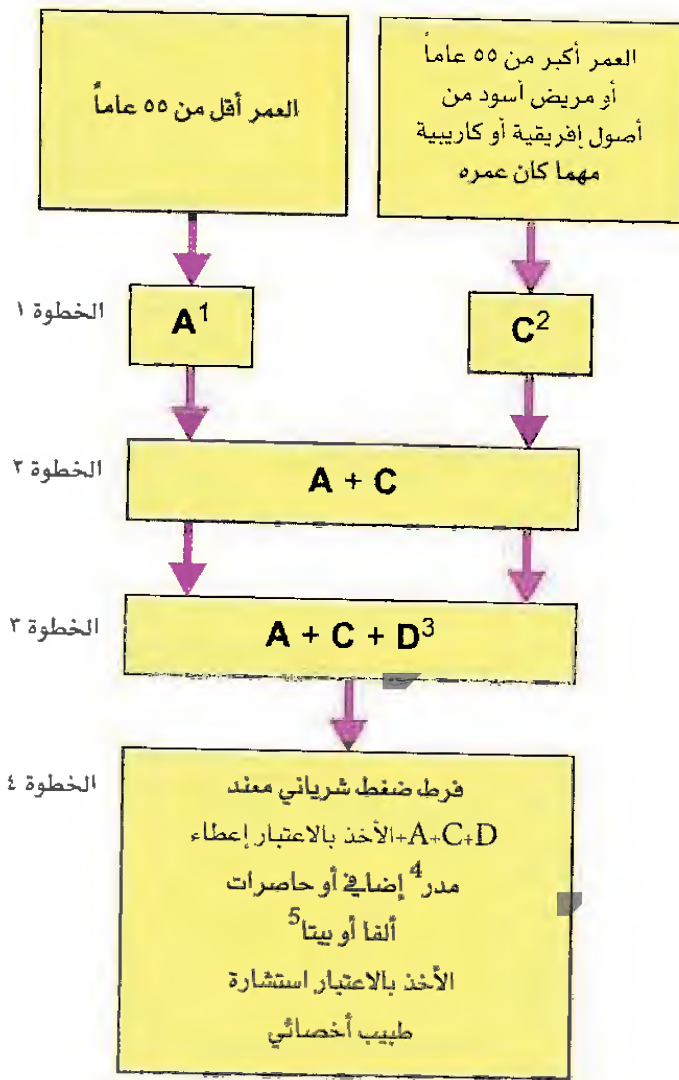 العمر أكبر من ٥٥ عاماً
أو مريض أسود من
أصول إفريقية أو كاريبية
مهما كان عمره
العمر أقل من ٥٥ عاماً
الخطوة ١
A¹
C²
الخطوة ٢
A + C
الخطوة ٣
A + C + D³
الخطوة ٤
فرط ضغط شرياني معند
A+C+D+الأخذ بالاعتبار إعطاء
مدر⁴ إضافي أو حاصرات
ألفا أو بيتا⁵
الأخذ بالاعتبار استشارة
طبيب أخصائي